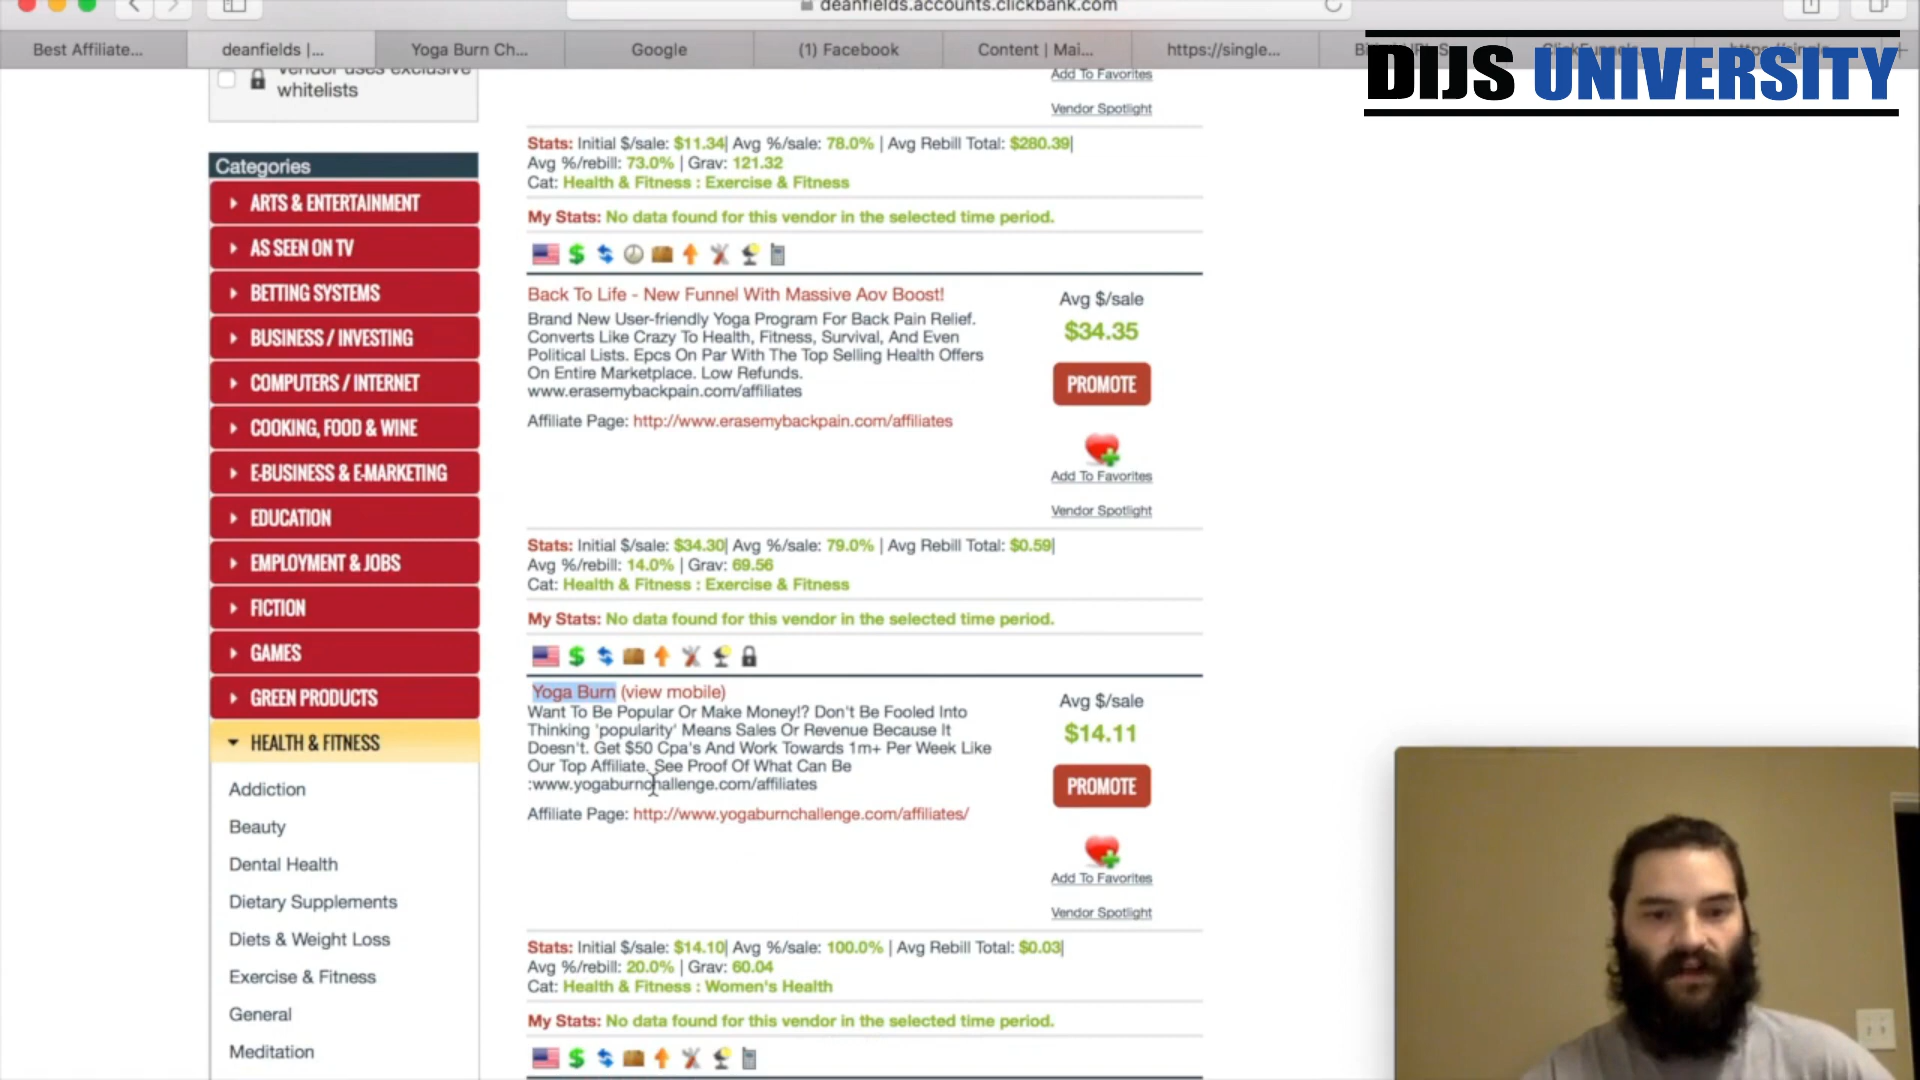 deanfields.accounts.clickbank.com
Best Affiliate...
deanfields |...
Yoga Burn Ch...
Google
(1) Facebook
Content | Mai...
https://single...
DIJS UNIVERSITY
Vendor uses exclusive
whitelists
Categories
ARTS & ENTERTAINMENT
AS SEEN ON TV
BETTING SYSTEMS
BUSINESS / INVESTING
COMPUTERS / INTERNET
COOKING, FOOD & WINE
E-BUSINESS & E-MARKETING
EDUCATION
EMPLOYMENT & JOBS
FICTION
GAMES
GREEN PRODUCTS
HEALTH & FITNESS
Addiction
Beauty
Dental Health
Dietary Supplements
Diets & Weight Loss
Exercise & Fitness
General
Meditation
Add To Favorites
Vendor Spotlight
Stats: Initial $/sale: $11.34| Avg %/sale: 78.0% | Avg Rebill Total: $280.39|
Avg %/rebill: 73.0% | Grav: 121.32
Cat: Health & Fitness : Exercise & Fitness
My Stats: No data found for this vendor in the selected time period.
Back To Life - New Funnel With Massive Aov Boost!
Brand New User-friendly Yoga Program For Back Pain Relief.
Converts Like Crazy To Health, Fitness, Survival, And Even
Political Lists. Epcs On Par With The Top Selling Health Offers
On Entire Marketplace. Low Refunds.
www.erasemybackpain.com/affiliates
Affiliate Page: http://www.erasemybackpain.com/affiliates
Avg $/sale
$34.35
PROMOTE
Add To Favorites
Vendor Spotlight
Stats: Initial $/sale: $34.30| Avg %/sale: 79.0% | Avg Rebill Total: $0.59|
Avg %/rebill: 14.0% | Grav: 69.56
Cat: Health & Fitness : Exercise & Fitness
My Stats: No data found for this vendor in the selected time period.
Yoga Burn (view mobile)
Want To Be Popular Or Make Money!? Don't Be Fooled Into
Thinking 'popularity' Means Sales Or Revenue Because It
Doesn't. Get $50 Cpa's And Work Towards 1m+ Per Week Like
Our Top Affiliate. See Proof Of What Can Be
:www.yogaburnchallenge.com/affiliates
Affiliate Page: http://www.yogaburnchallenge.com/affiliates/
Avg $/sale
$14.11
PROMOTE
Add To Favorites
Vendor Spotlight
Stats: Initial $/sale: $14.10| Avg %/sale: 100.0% | Avg Rebill Total: $0.03|
Avg %/rebill: 20.0% | Grav: 60.04
Cat: Health & Fitness : Women's Health
My Stats: No data found for this vendor in the selected time period.